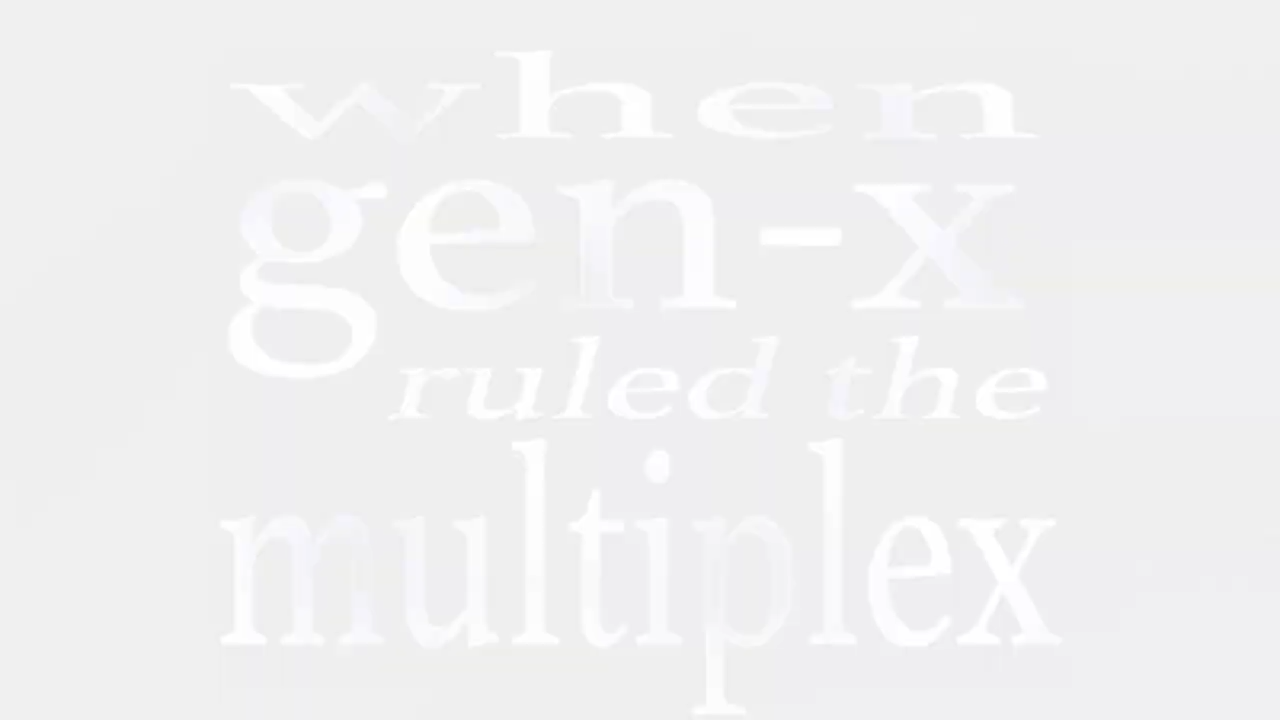 when
gen-x
ruled the
multiplex